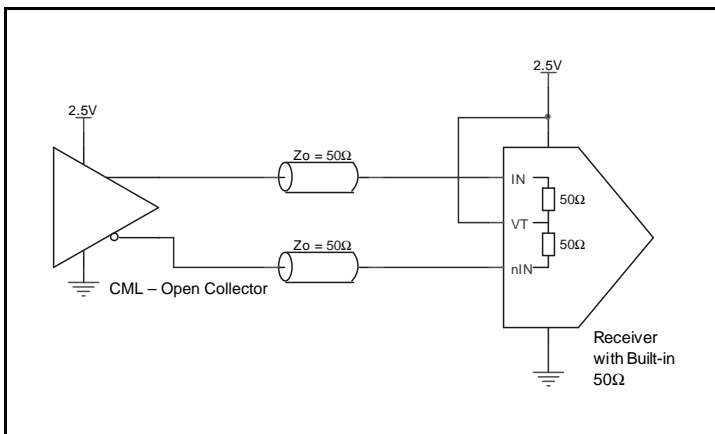 2.5V
2.5V
Zo = 50Ω
IN
50Ω
VT
Zo = 50Ω
50Ω
nIN
CML – Open Collector
Receiver
with Built-in
50Ω